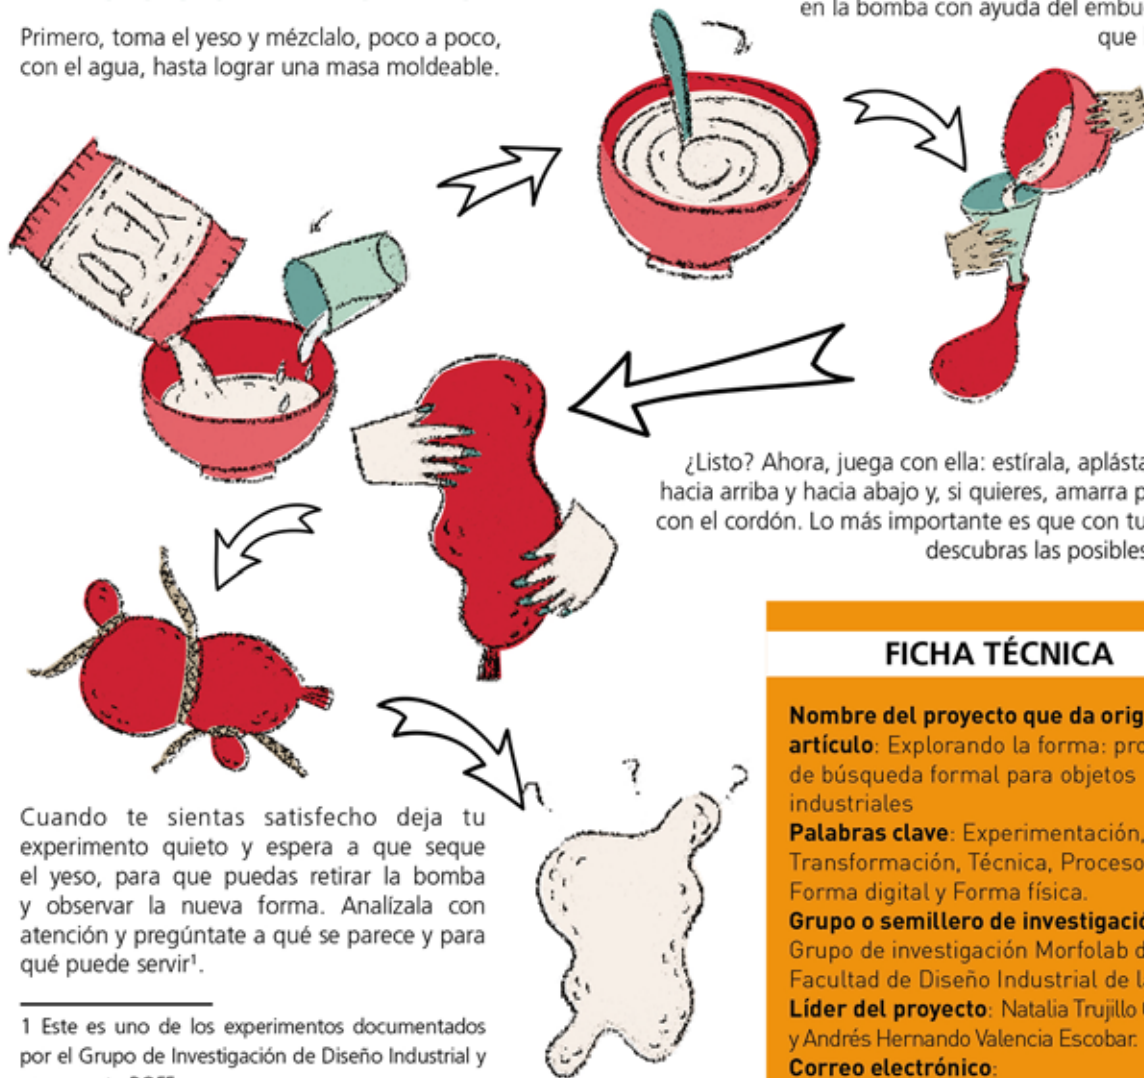 en la bomba con ayuda del
que
Primero, toma el yeso y mézclalo, poco a poco,
con el agua, hasta lograr una masa moldeable.
YESO
¿Listo? Ahora, juega con ella: estírala,
hacia arriba y hacia abajo y, si quieres, amarra
con el cordón. Lo más importante es que con
descubras las posibles
Cuando te sientas satisfecho deja tu
experimento quieto y espera a que seque
el yeso, para que puedas retirar la bomba
y observar la nueva forma. Analízala con
atención y pregúntate a qué se parece y para
qué puede servir¹.
? ?
1 Este es uno de los experimentos documentados
por el Grupo de Investigación de Diseño Industrial y
FICHA TÉCNICA
Nombre del proyecto que da
artículo: Explorando la forma:
de búsqueda formal para objetos
industriales
Palabras clave: Experimentación,
Transformación, Técnica, Proceso
Forma digital y Forma física.
Grupo o semillero de
Grupo de investigación Morfolab
Facultad de Diseño Industrial de
Líder del proyecto: Natalia Trujillo
y Andrés Hernando Valencia Escobar.
Correo electrónico: